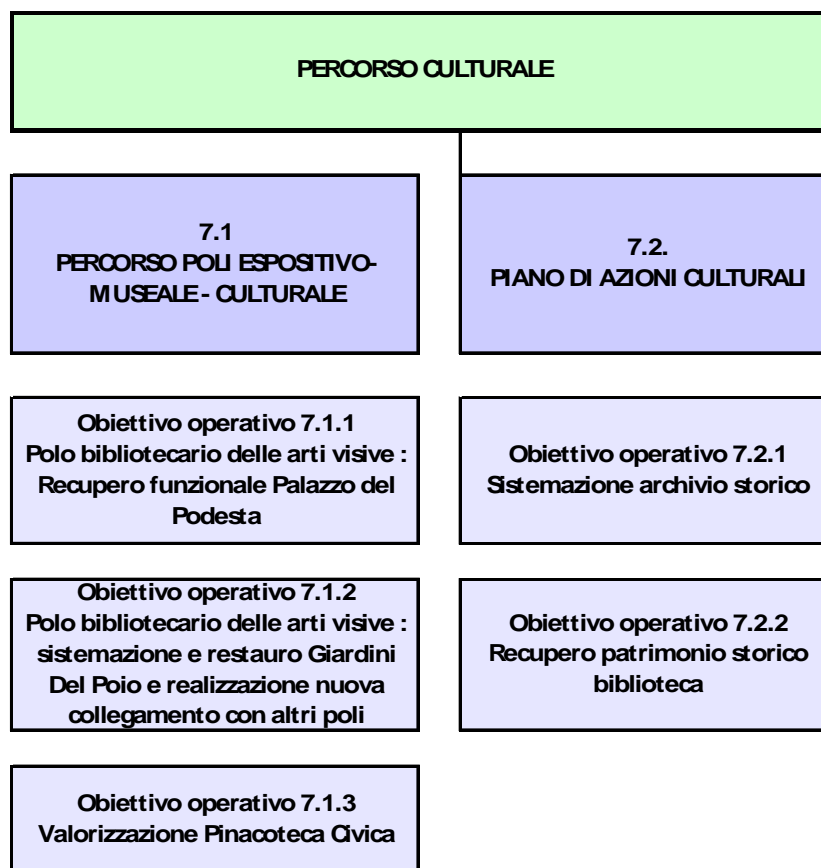 PERCORSO CULTURALE
7.1
PERCORSO POLI ESPOSITIVO-
MUSEALE - CULTURALE
7.2.
PIANO DI AZIONI CULTURALI
Obiettivo operativo 7.1.1
Polo bibliotecario delle arti visive :
Recupero funzionale Palazzo del
Podesta
Obiettivo operativo 7.2.1
Sistemazione archivio storico
Obiettivo operativo 7.1.2
Polo bibliotecario delle arti visive :
sistemazione e restauro Giardini
Del Poio e realizzazione nuova
collegamento con altri poli
Obiettivo operativo 7.2.2
Recupero patrimonio storico
biblioteca
Obiettivo operativo 7.1.3
Valorizzazione Pinacoteca Civica